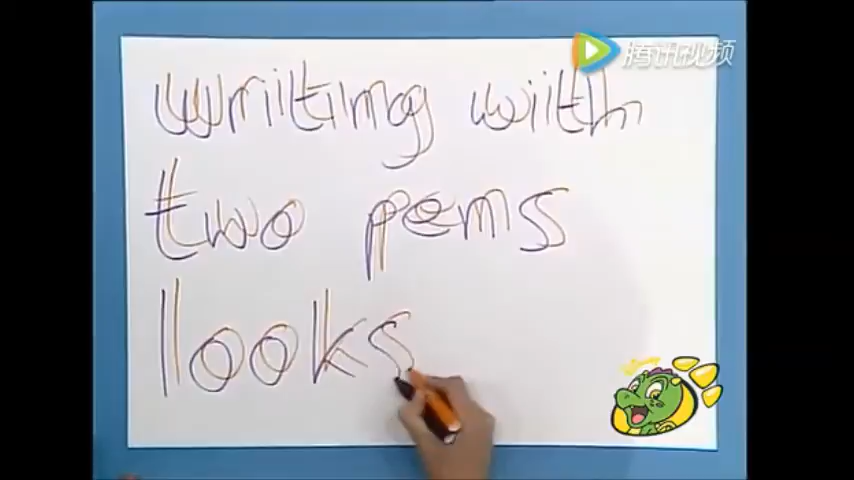 腾讯视频
writing with
two pens
looks